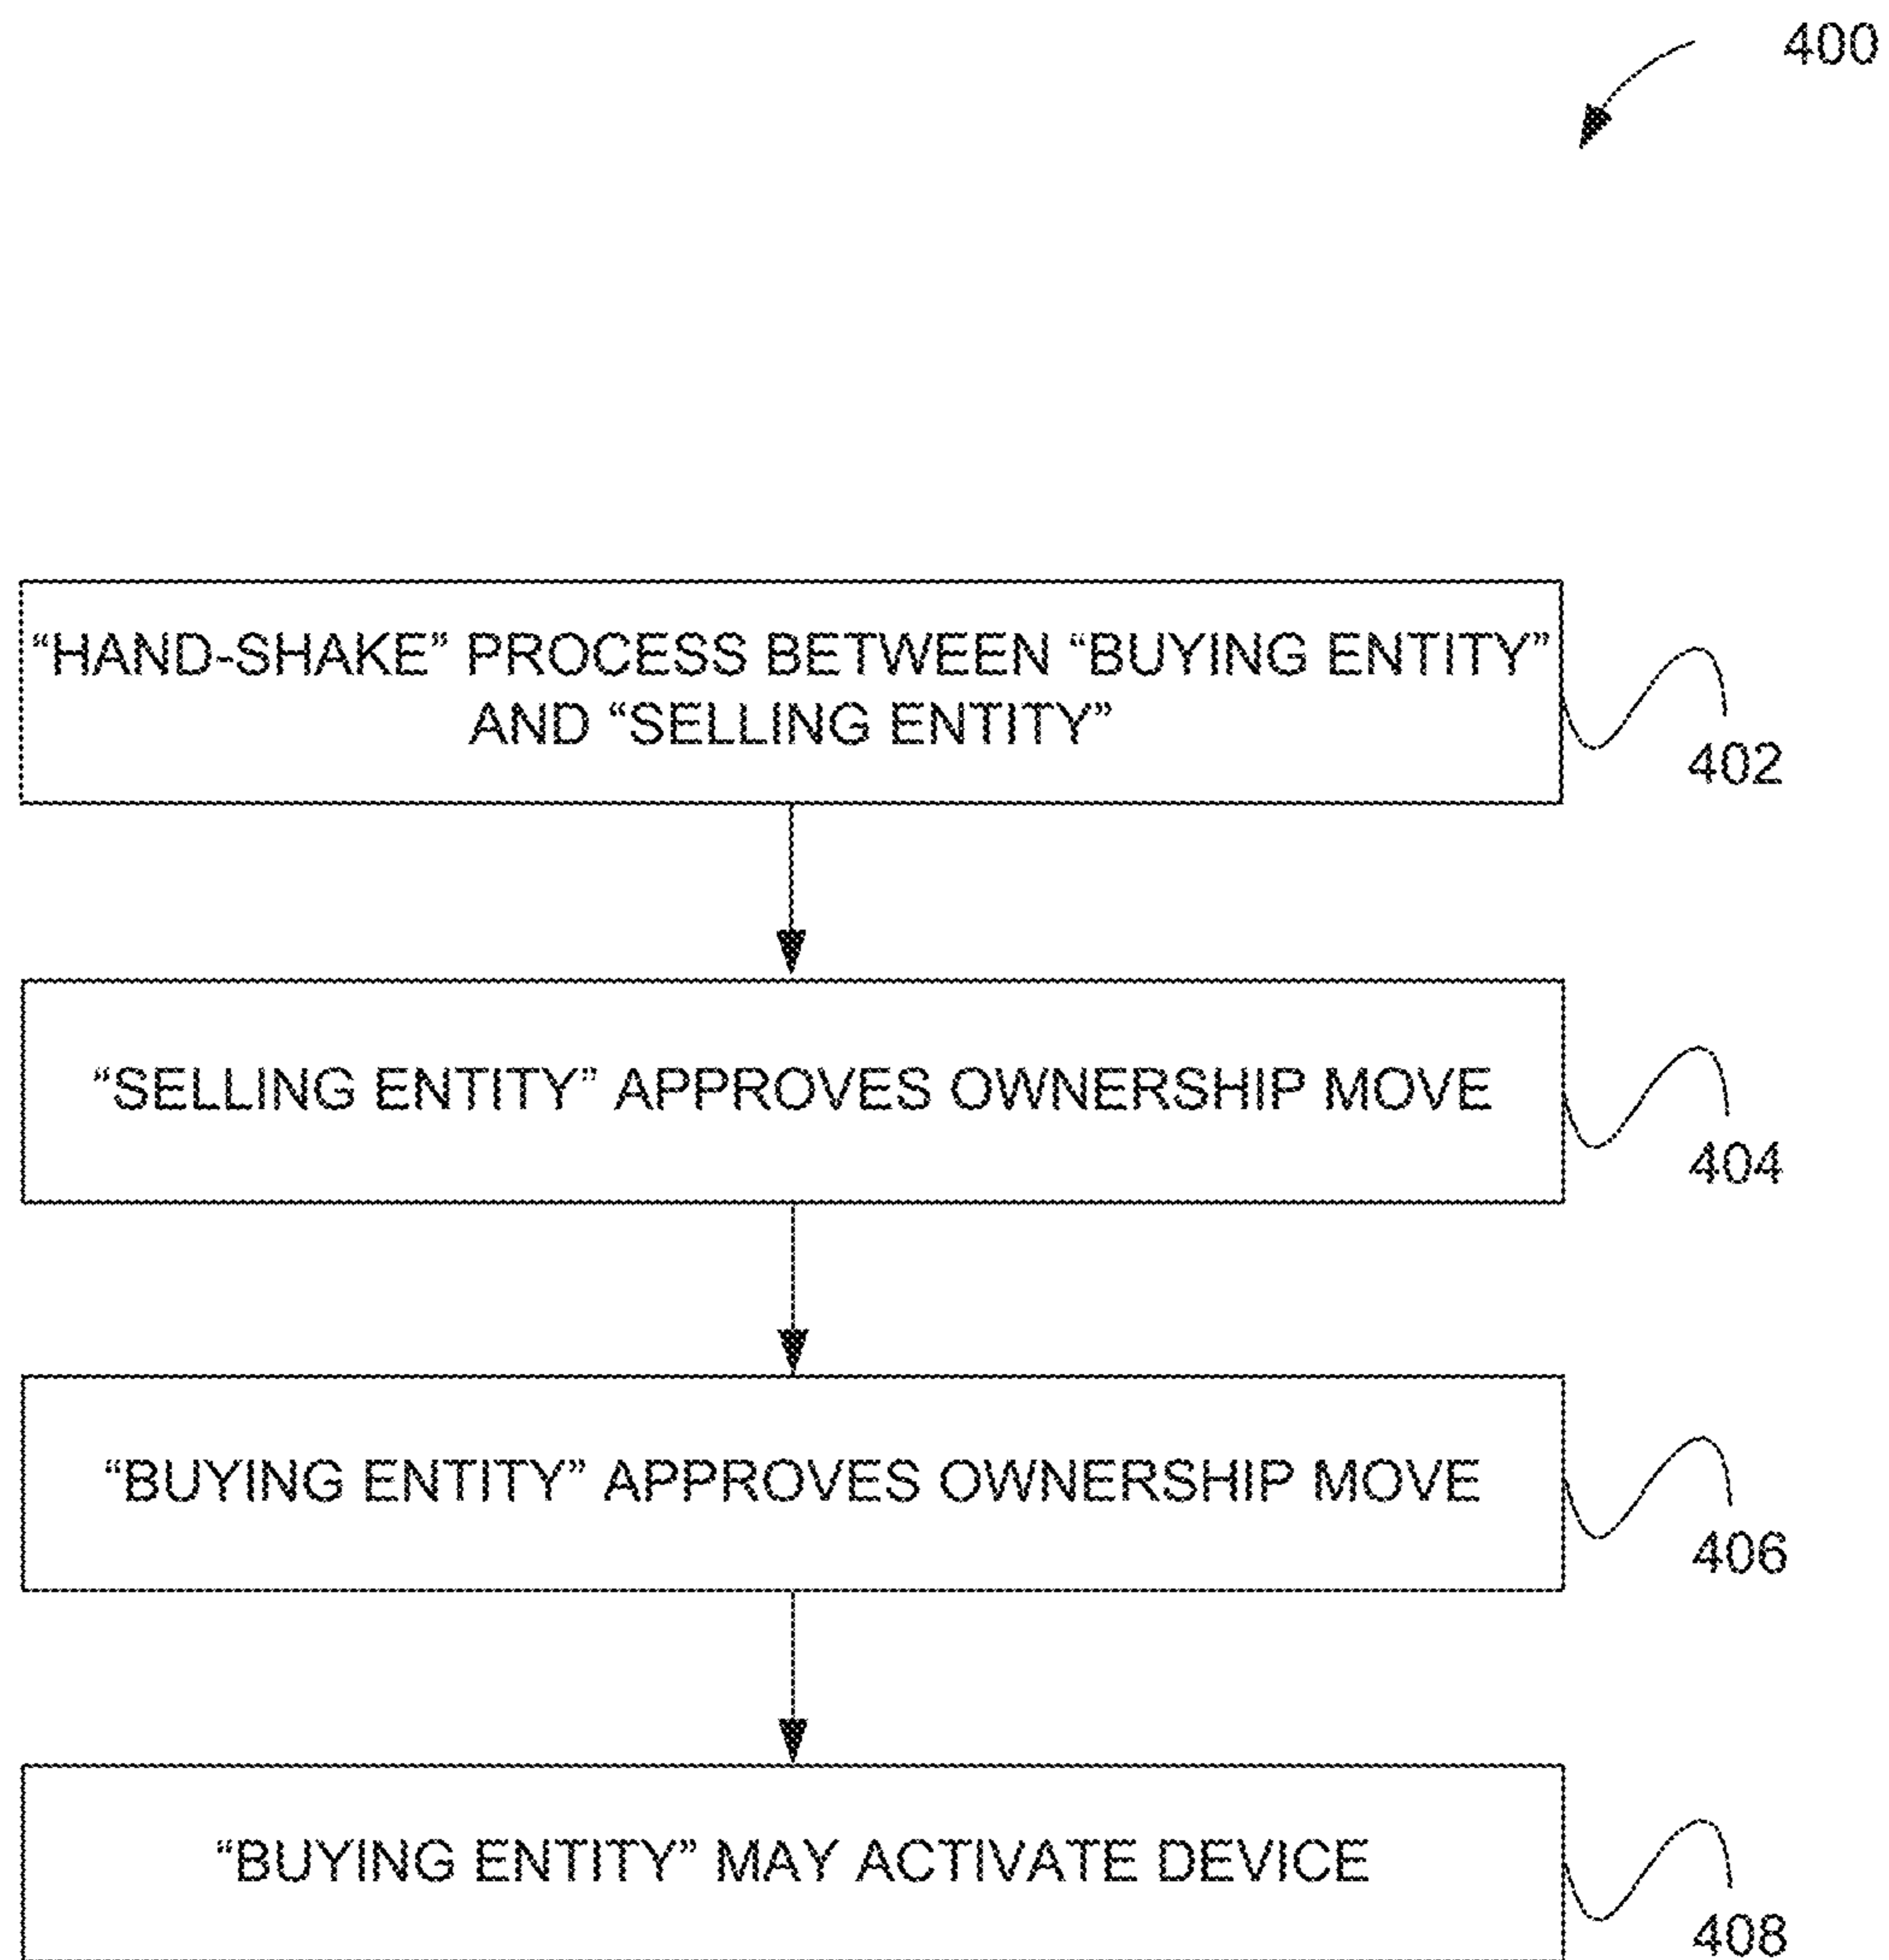 400
“HAND-SHAKE” PROCESS BETWEEN “BUYING ENTITY”
AND “SELLING ENTITY”
402
“SELLING ENTITY” APPROVES OWNERSHIP MOVE
404
“BUYING ENTITY” APPROVES OWNERSHIP MOVE
406
“BUYING ENTITY” MAY ACTIVATE DEVICE
408